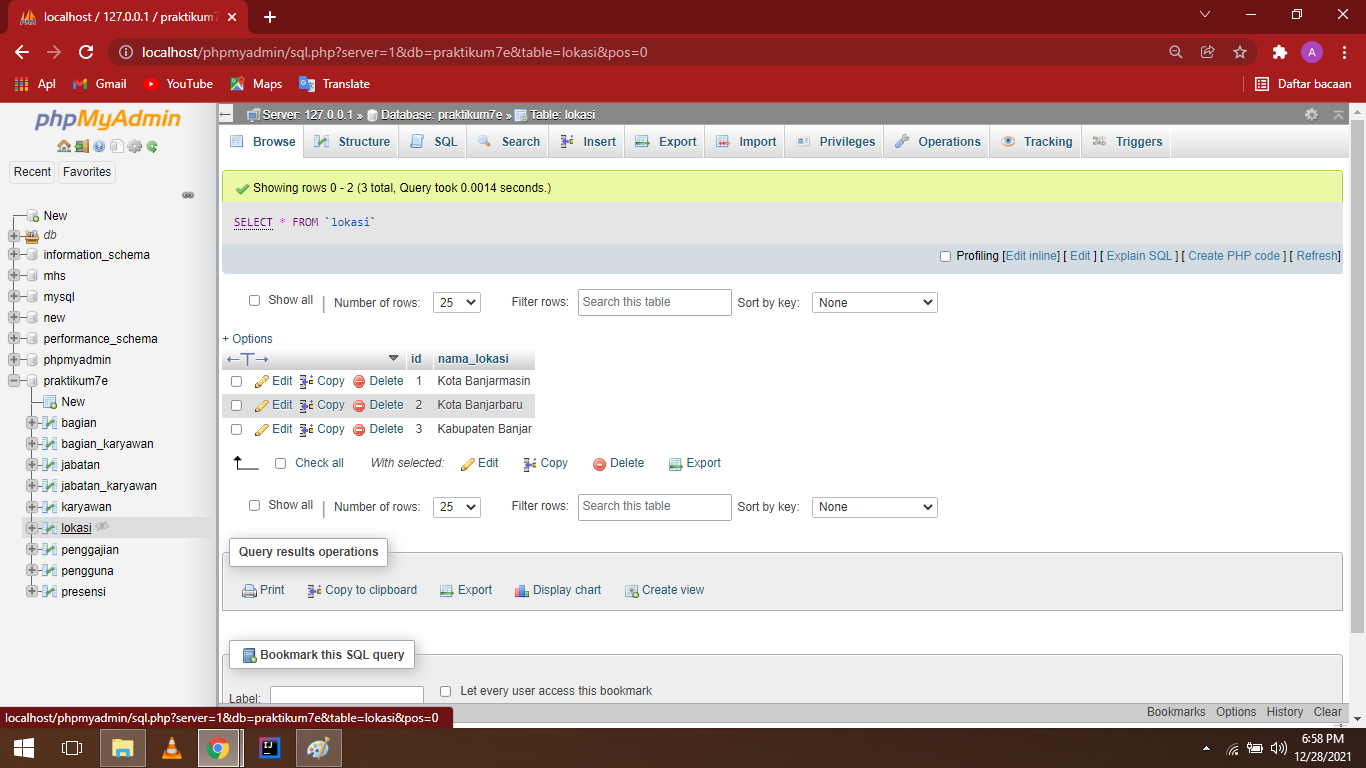 localhost / 127.0.0.1 / praktikum7
localhost/phpmyadmin/sql.php?server=1&db=praktikum7e&table=lokasi&pos=0
A
Apl Gmail YouTube Maps Translate Daftar bacaan
phpMyAdmin
Recent Favorites
New
db
information_schema
mhs
mysql
new
performance_schema
phpmyadmin
praktikum7e
New
bagian
bagian_karyawan
jabatan
jabatan_karyawan
karyawan
lokasi
penggajian
pengguna
presensi
Server: 127.0.0.1 » Database: praktikum7e » Table: lokasi
Browse Structure SQL Search Insert Export Import Privileges Operations Tracking Triggers
Showing rows 0 - 2 (3 total, Query took 0.0014 seconds.)
SELECT * FROM `lokasi`
Profiling [Edit inline] [ Edit ] [ Explain SQL ] [ Create PHP code ] [ Refresh]
Show all | Number of rows: 25 Filter rows: Search this table Sort by key: None
+ Options
←T→ id nama_lokasi
Edit Copy Delete 1 Kota Banjarmasin
Edit Copy Delete 2 Kota Banjarbaru
Edit Copy Delete 3 Kabupaten Banjar
Check all With selected: Edit Copy Delete Export
Show all | Number of rows: 25 Filter rows: Search this table Sort by key: None
Query results operations
Print Copy to clipboard Export Display chart Create view
Bookmark this SQL query
Label: Let every user access this bookmark
Bookmarks Options History Clear
localhost/phpmyadmin/sql.php?server=1&db=praktikum7e&table=lokasi&pos=0
IJ
6:58 PM
12/28/2021